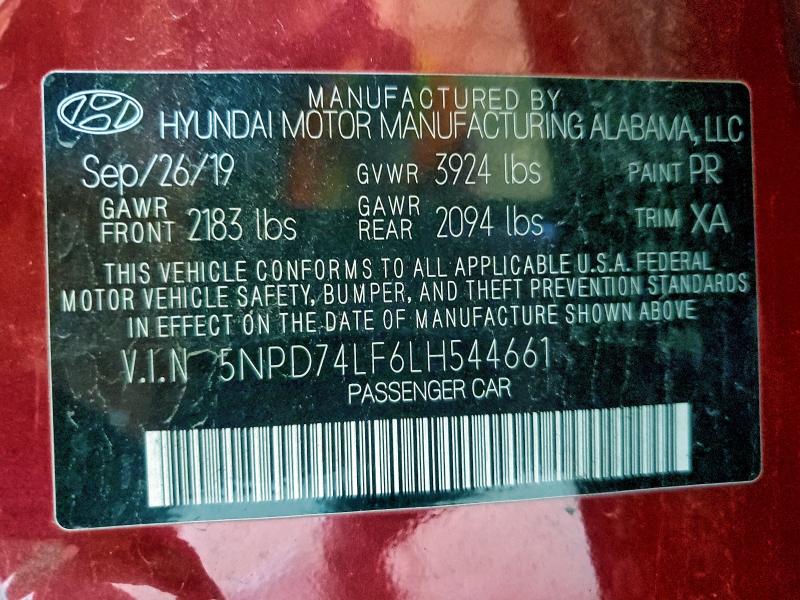 MANUFACTURED BY
HYUNDAI MOTOR MANUFACTURING ALABAMA, LLC
Sep/26/19 GVWR 3924 lbs PAINT PR
GAWR FRONT 2183 lbs GAWR REAR 2094 lbs TRIM XA
THIS VEHICLE CONFORMS TO ALL APPLICABLE U.S.A. FEDERAL
MOTOR VEHICLE SAFETY, BUMPER, AND THEFT PREVENTION STANDARDS
IN EFFECT ON THE DATE OF MANUFACTURE SHOWN ABOVE
V.I.N 5NPD74LF6LH544661
PASSENGER CAR